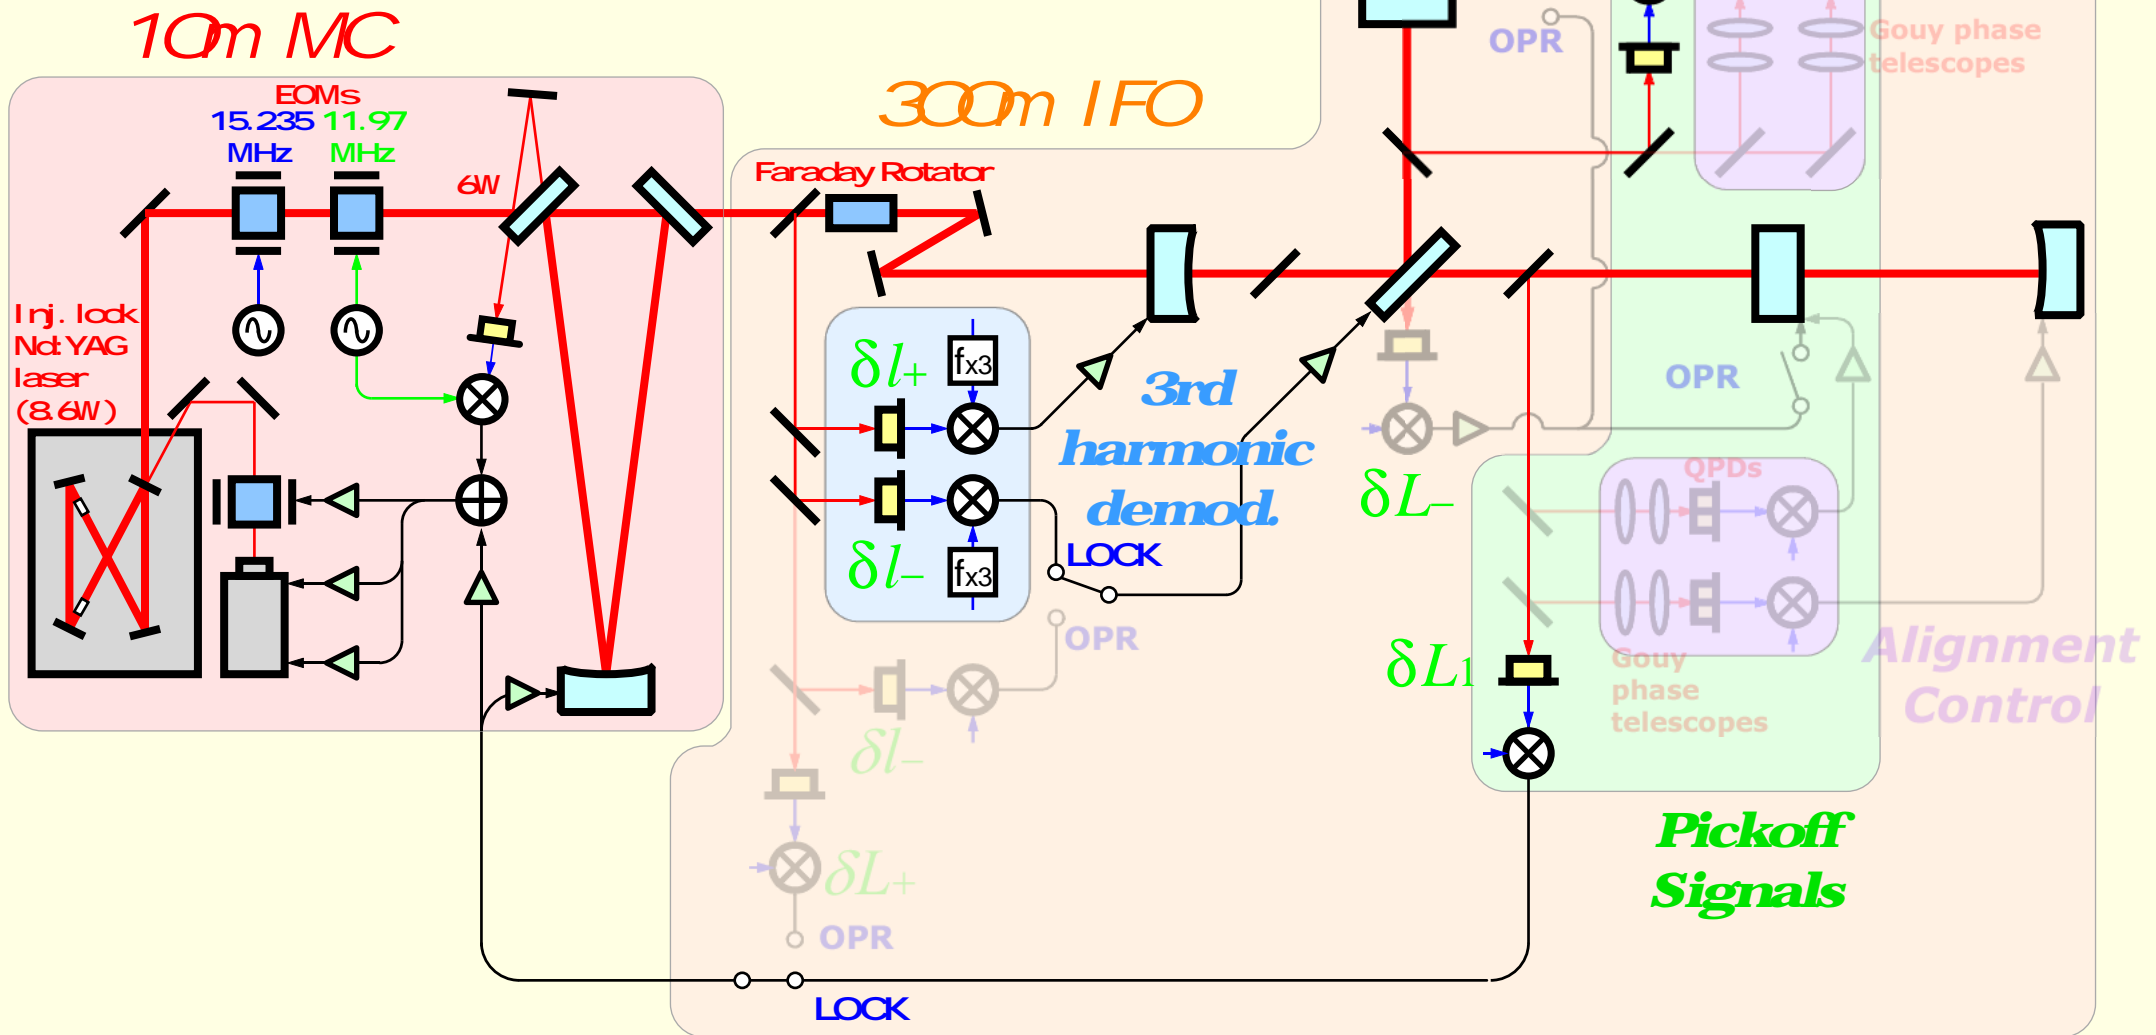 10m MC
300m IFO
OPR
Gouy phase
telescopes
EOMs
15.235 11.97
MHz MHz
6W
Faraday Rotator
Inj. lock
Nd:YAG
laser
(8.6W)
δl+
fx3
3rd
harmonic
demod.
OPR
QPDs
δL−
δl−
fx3
LOCK
OPR
δL1
Gouy
phase
telescopes
Alignment
Control
δl−
Pickoff
Signals
δL+
OPR
LOCK